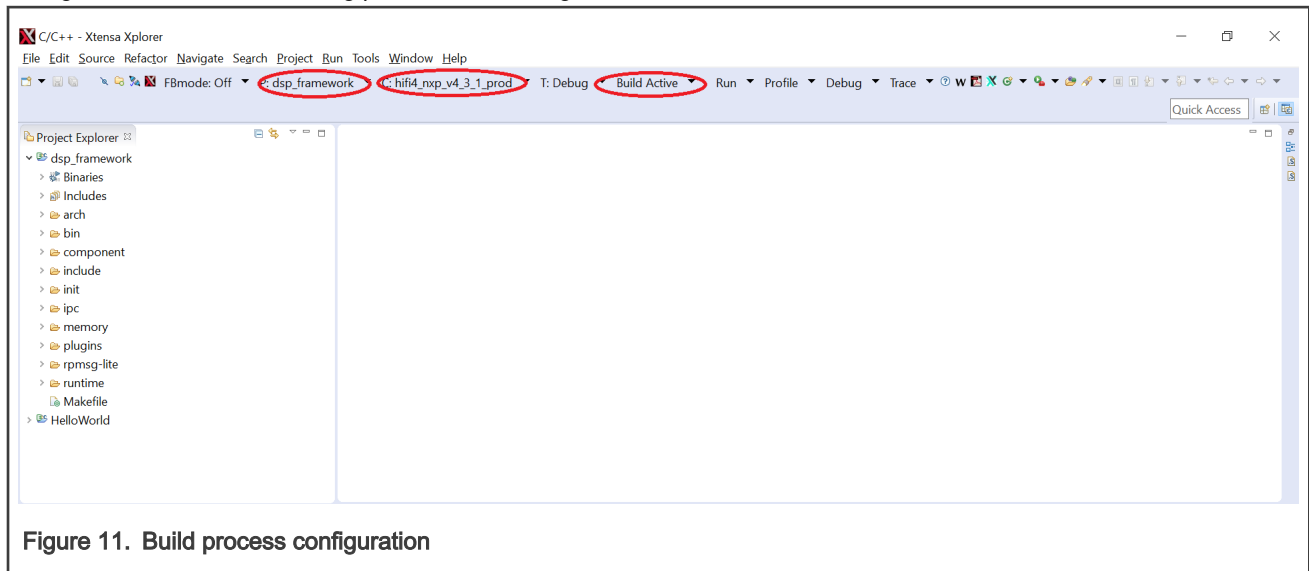 C/C++ - Xtensa Xplorer
File Edit Source Refactor Navigate Search Project Run Tools Window Help
FBmode: Off P: dsp_framework C: hifi4_nxp_v4_3_1_prod T: Debug Build Active Run Profile Debug Trace
Quick Access
Project Explorer
dsp_framework
Binaries
Includes
arch
bin
component
include
init
ipc
memory
plugins
rpmsg-lite
runtime
Makefile
HelloWorld
Figure 11. Build process configuration